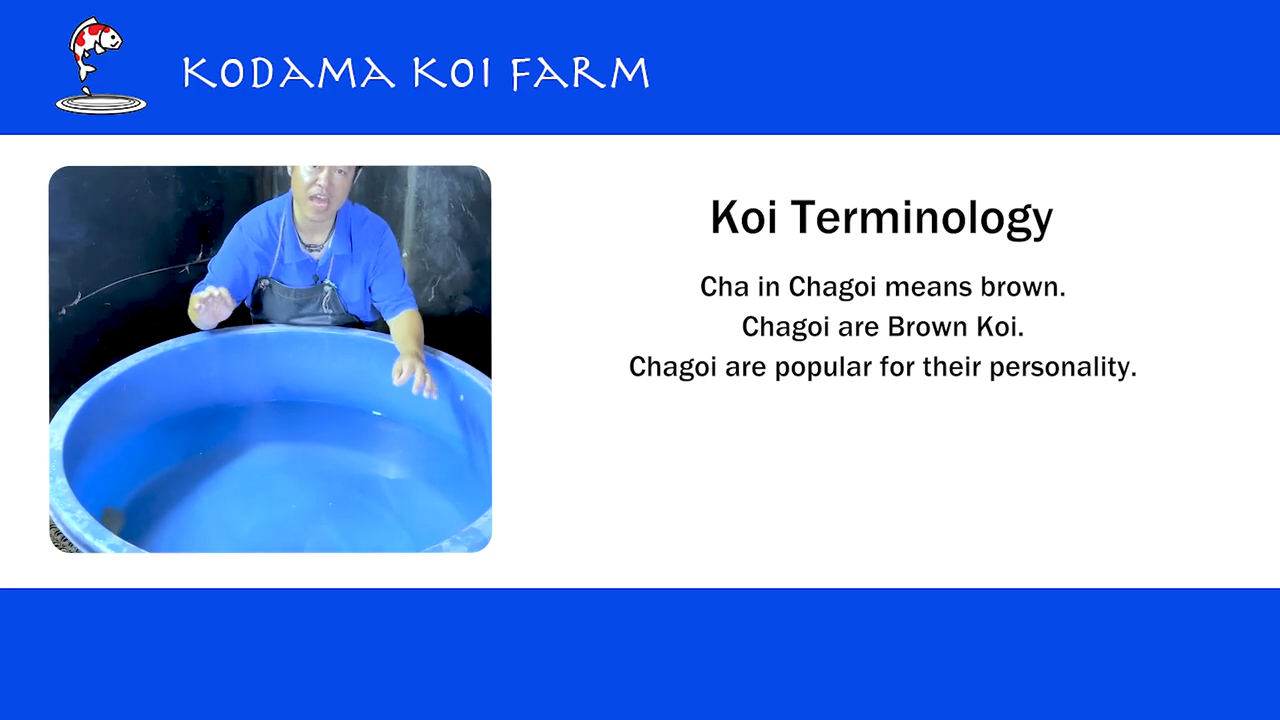 KODAMA KOI FARM
Koi Terminology
Cha in Chagoi means brown.
Chagoi are Brown Koi.
Chagoi are popular for their personality.